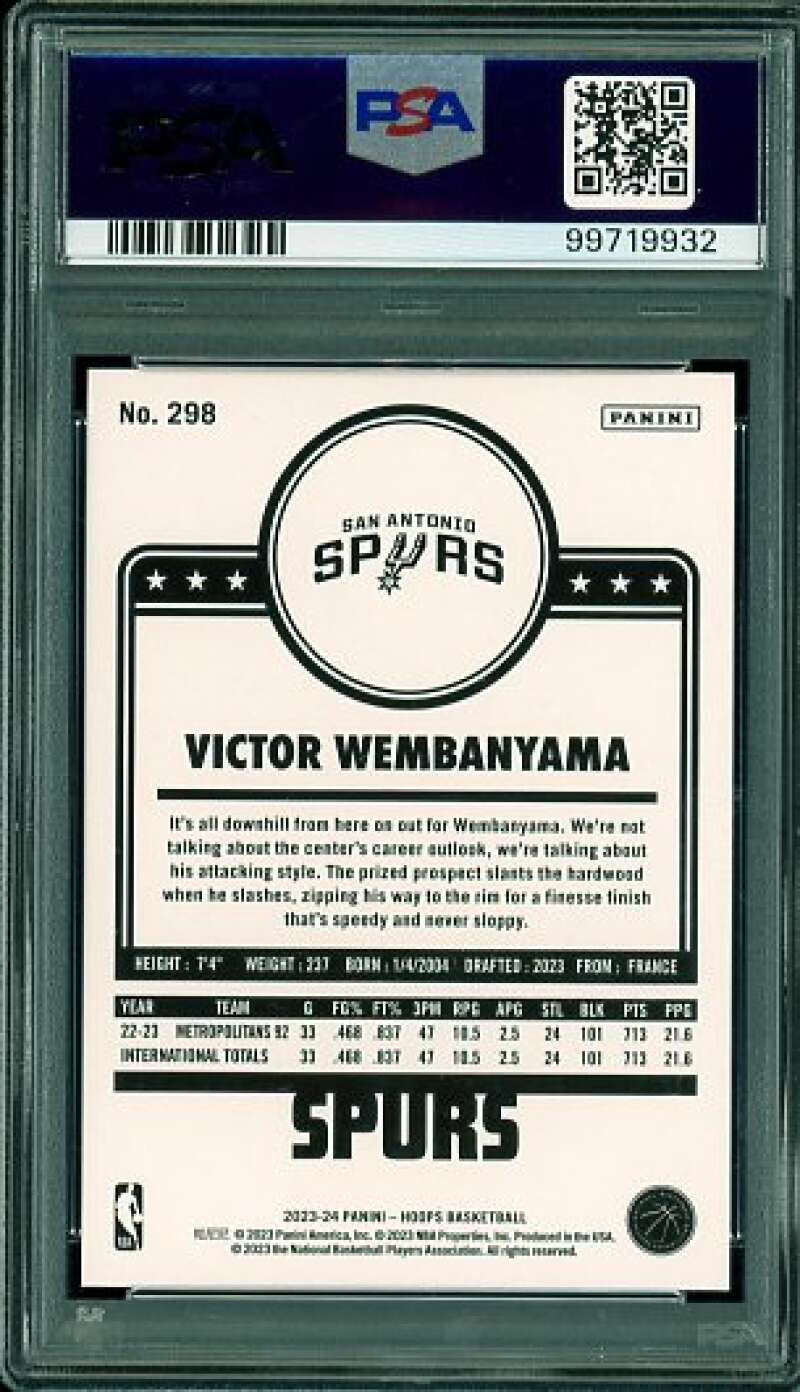 PSA
PSA
99719932
No. 298
PANINI
SAN ANTONIO
SPURS
VICTOR WEMBANYAMA
It's all downhill from here on out for Wembanyama. We're not
talking about the center's career outlook, we're talking about
his attacking style. The prized prospect slants the hardwood
when he slashes, zipping his way to the rim for a finesse finish
that's speedy and never sloppy.
HEIGHT: 7'4" WEIGHT: 237 BORN: 1/4/2004 DRAFTED: 2023 FROM: FRANCE
YEAR TEAM G FG% FT% 3PM RPG APG STL BLK PTS PPG
22-23 METROPOLITANS 92 33 .468 .837 47 10.5 2.5 24 101 713 21.6
INTERNATIONAL TOTALS 33 .468 .837 47 10.5 2.5 24 101 713 21.6
SPURS
2023-24 PANINI – HOOPS BASKETBALL
© 2023 Panini America, Inc. © 2023 NBA Properties, Inc. Produced in the USA.
© 2023 the National Basketball Players Association. All rights reserved.
PSA